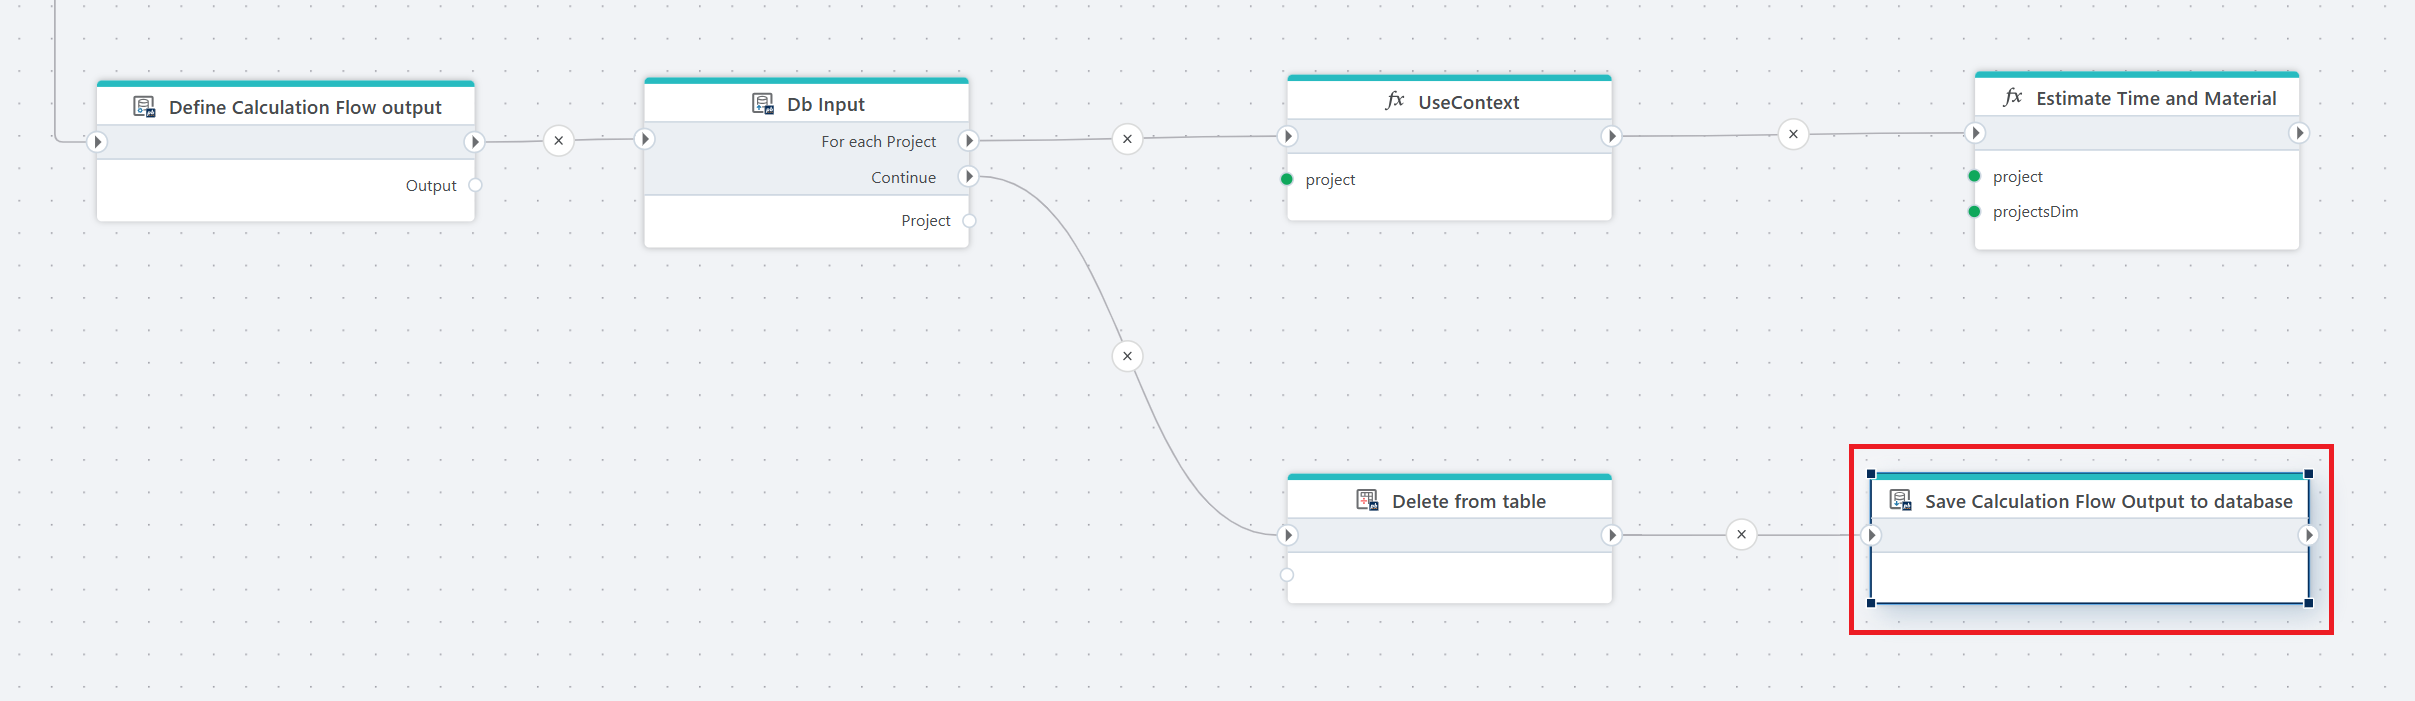 Define Calculation Flow output
Output
Db Input
For each Project
Continue
Project
fx UseContext
project
fx Estimate Time and Material
project
projectsDim
Delete from table
Save Calculation Flow Output to database